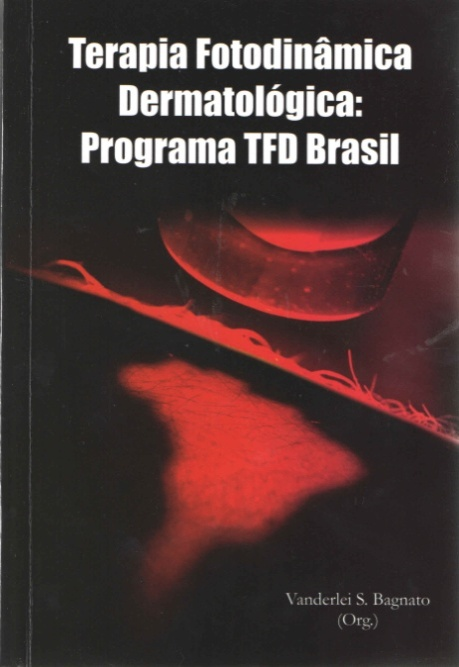 Terapia Fotodinâmica
Dermatológica:
Programa TFD Brasil
Vanderlei S. Bagnato
(Org.)